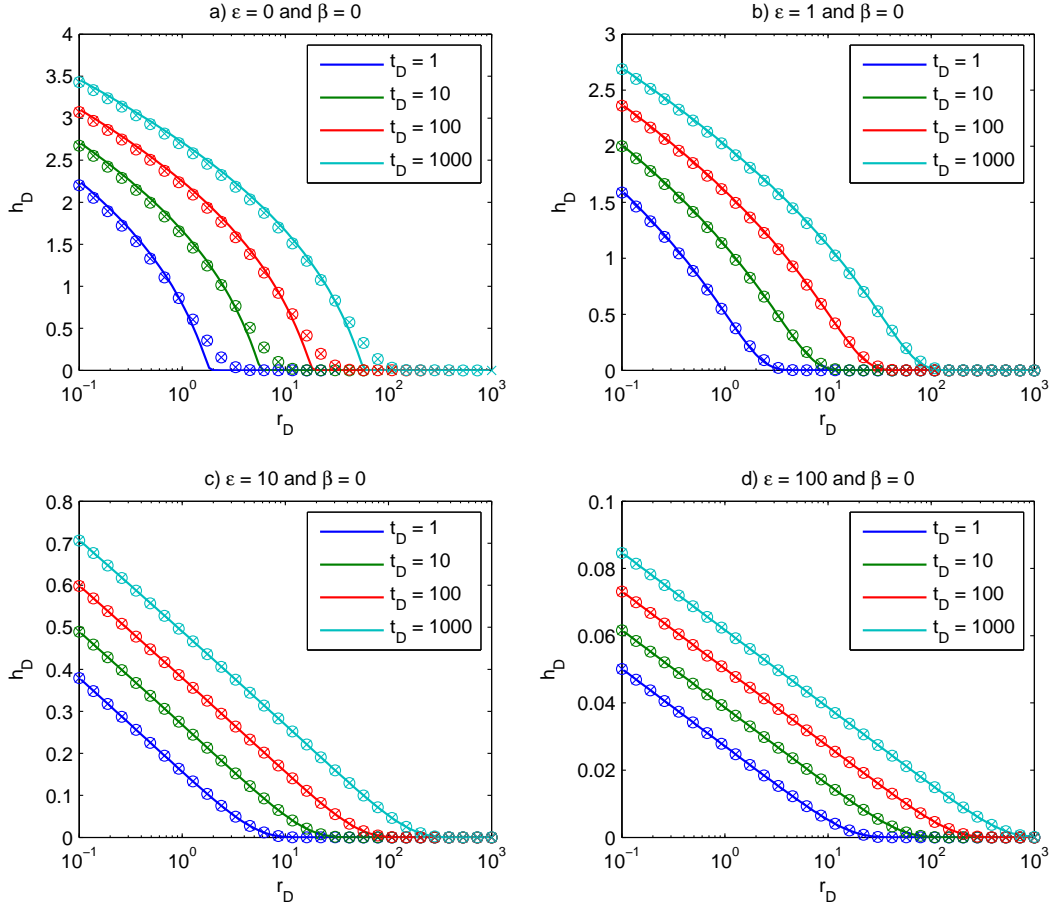 a) ε = 0 and β = 0
4
3.5
3
2.5
2
1.5
1
0.5
0
h_D
10^−1
10^0
10^1
10^2
10^3
r_D
t_D = 1
t_D = 10
t_D = 100
t_D = 1000
b) ε = 1 and β = 0
3
2.5
2
1.5
1
0.5
0
h_D
10^−1
10^0
10^1
10^2
10^3
r_D
t_D = 1
t_D = 10
t_D = 100
t_D = 1000
c) ε = 10 and β = 0
0.8
0.7
0.6
0.5
0.4
0.3
0.2
0.1
0
h_D
10^−1
10^0
10^1
10^2
10^3
r_D
t_D = 1
t_D = 10
t_D = 100
t_D = 1000
d) ε = 100 and β = 0
0.1
0.08
0.06
0.04
0.02
0
h_D
10^−1
10^0
10^1
10^2
10^3
r_D
t_D = 1
t_D = 10
t_D = 100
t_D = 1000